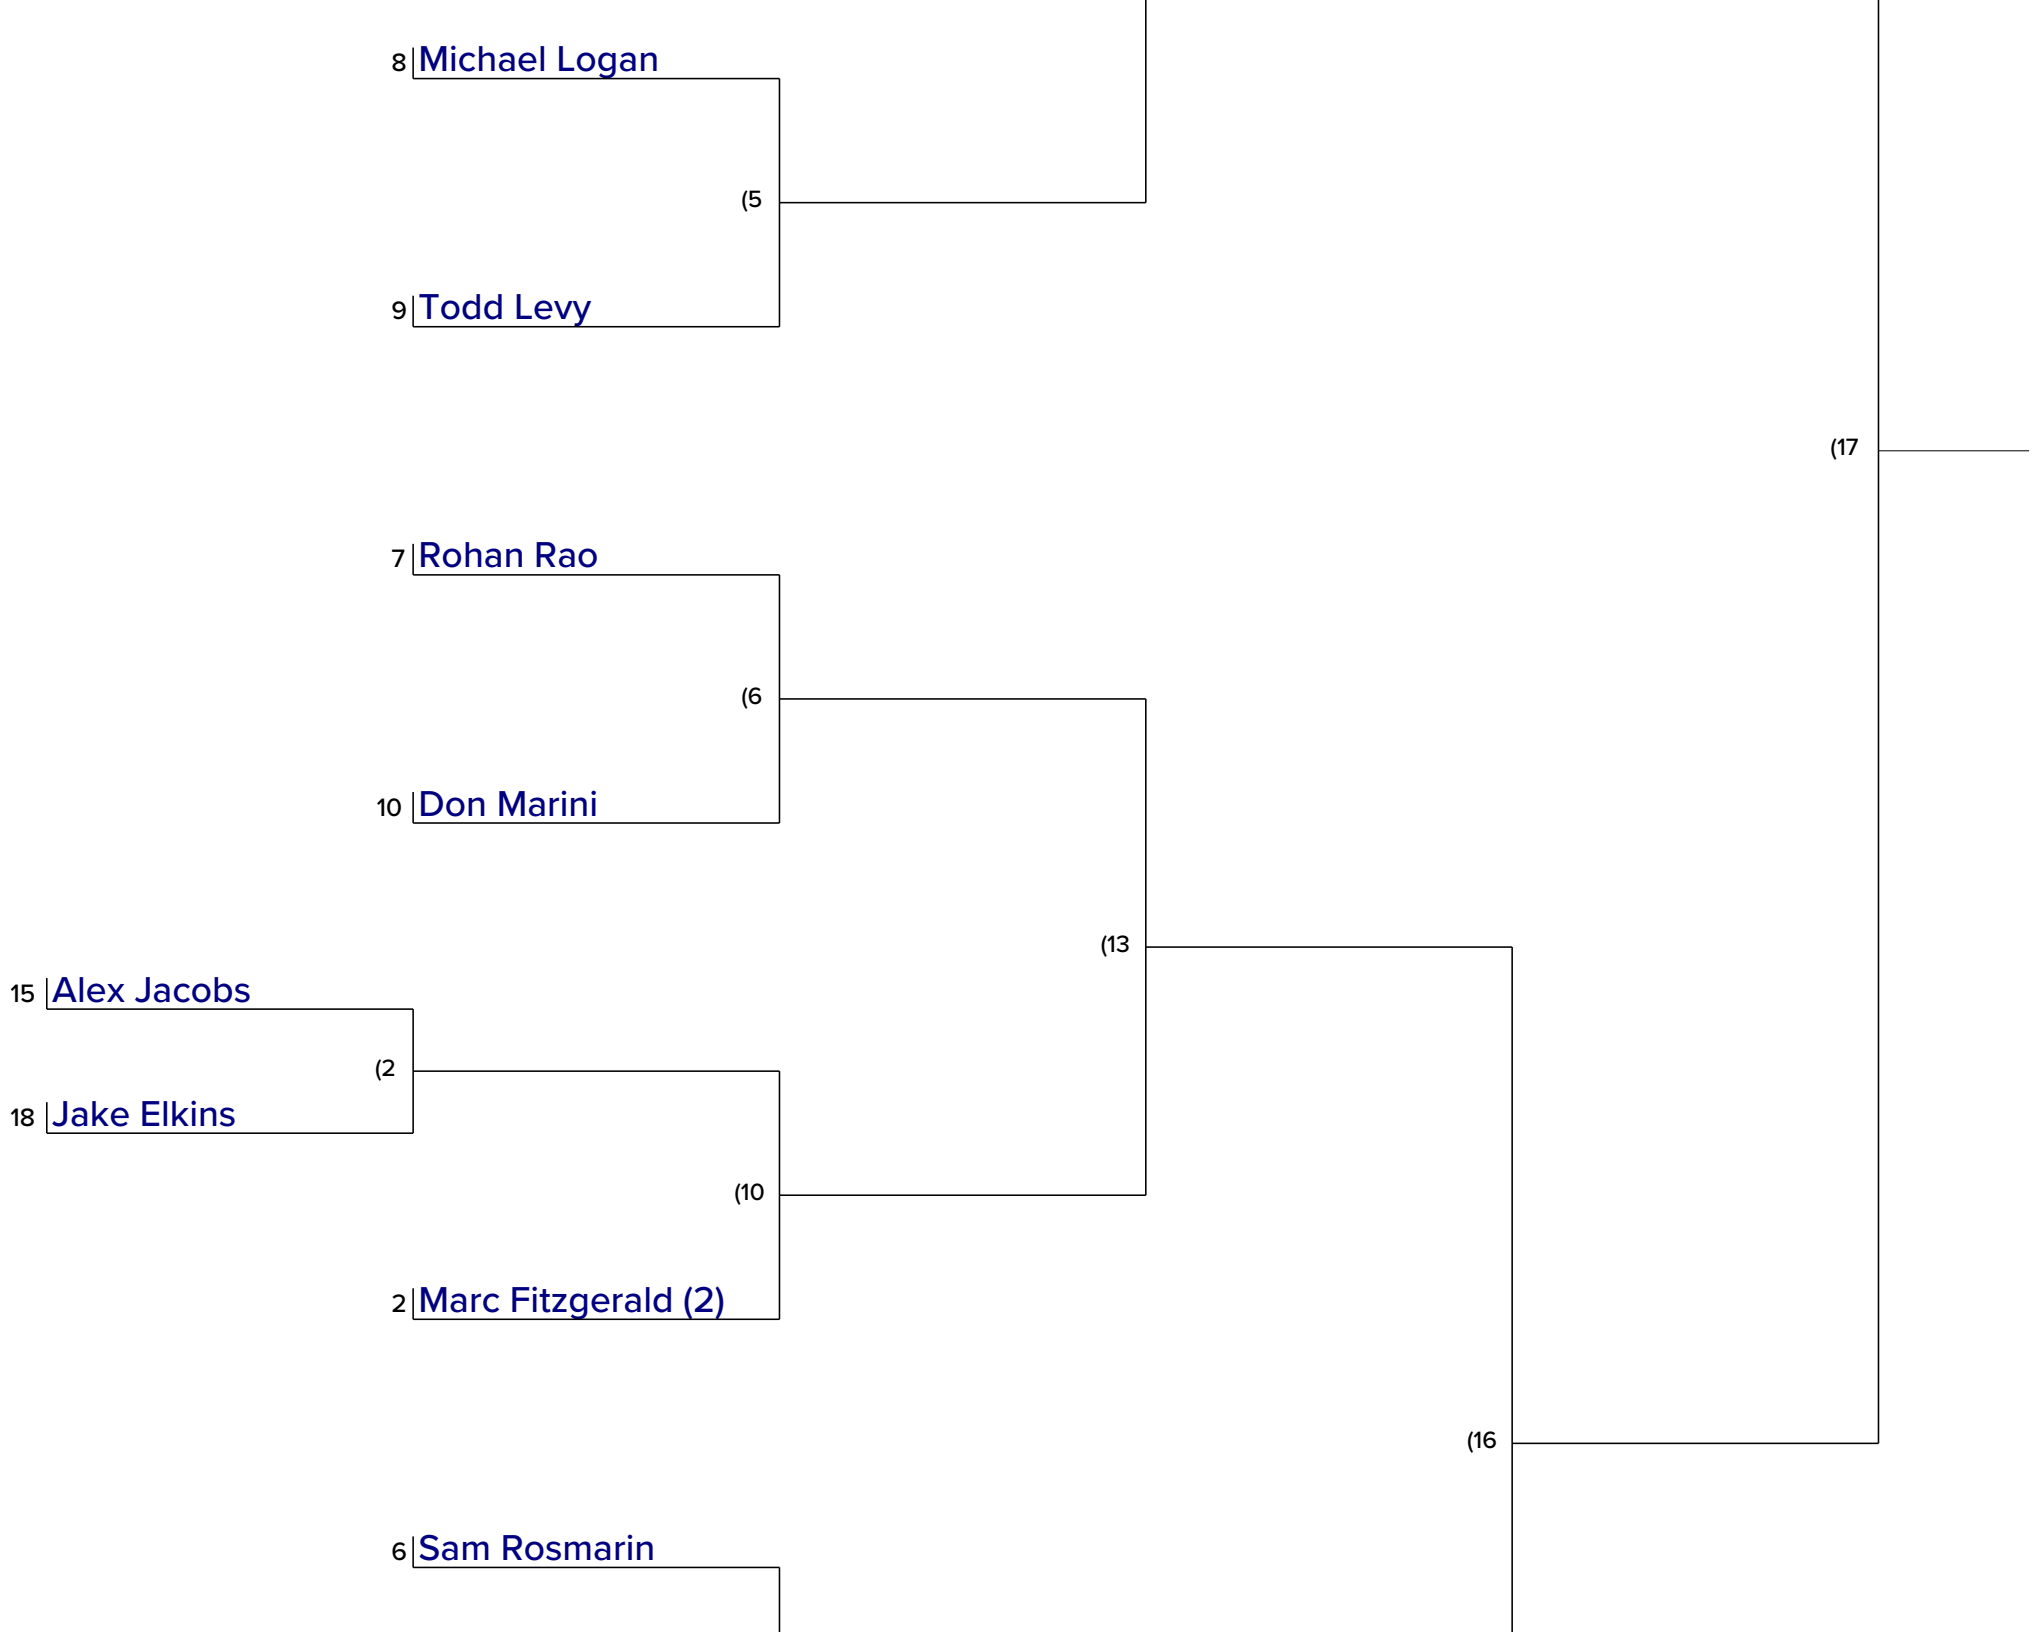 8 Michael Logan
(5
9 Todd Levy
(17
7 Rohan Rao
(6
10 Don Marini
(13
15 Alex Jacobs
(2
18 Jake Elkins
(10
2 Marc Fitzgerald (2)
(16
6 Sam Rosmarin